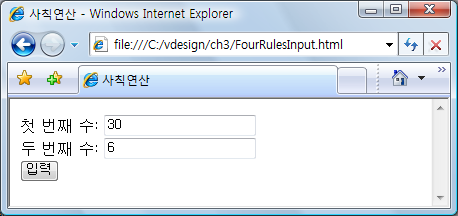 사칙연산 - Windows Internet Explorer
file:///C:/vdesign/ch3/FourRulesInput.html
사칙연산
첫 번째 수: 30
두 번째 수: 6
입력